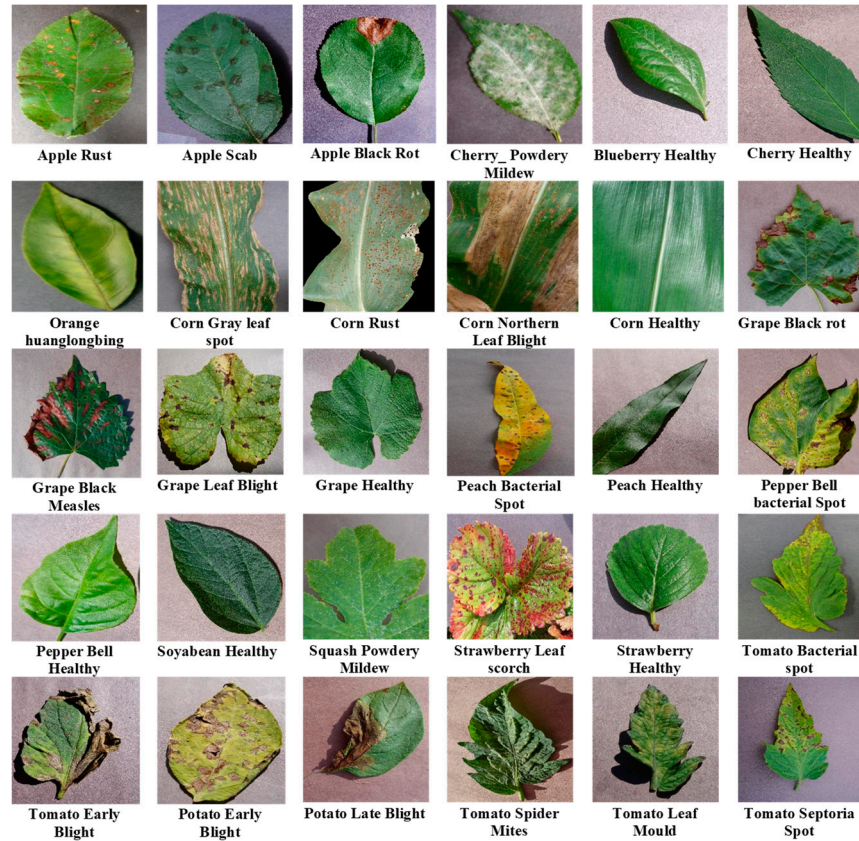 Apple Rust
Apple Scab
Apple Black Rot
Cherry_ Powdery
Mildew
Blueberry Healthy
Cherry Healthy
Orange
huanglongbing
Corn Gray leaf
spot
Corn Rust
Corn Northern
Leaf Blight
Corn Healthy
Grape Black rot
Grape Black
Measles
Grape Leaf Blight
Grape Healthy
Peach Bacterial
Spot
Peach Healthy
Pepper Bell
bacterial Spot
Pepper Bell
Healthy
Soyabean Healthy
Squash Powdery
Mildew
Strawberry Leaf
scorch
Strawberry
Healthy
Tomato Bacterial
spot
Tomato Early
Blight
Potato Early
Blight
Potato Late Blight
Tomato Spider
Mites
Tomato Leaf
Mould
Tomato Septoria
Spot